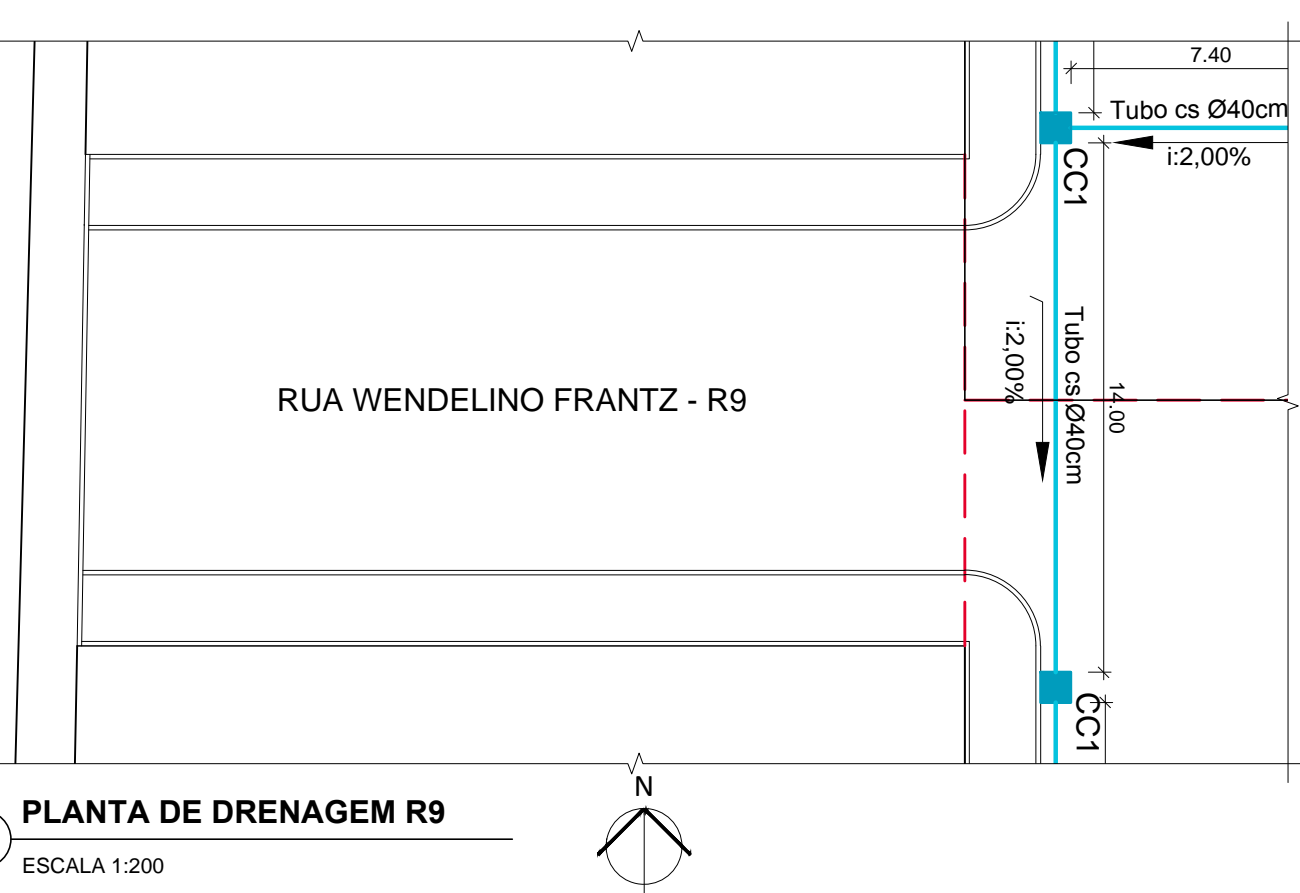 7.40
Tubo cs Ø40cm
i:2,00%
CC1
Tubo cs Ø40cm
i:2,00%
14.00
RUA WENDELINO FRANTZ - R9
CC1
N
PLANTA DE DRENAGEM R9
ESCALA 1:200